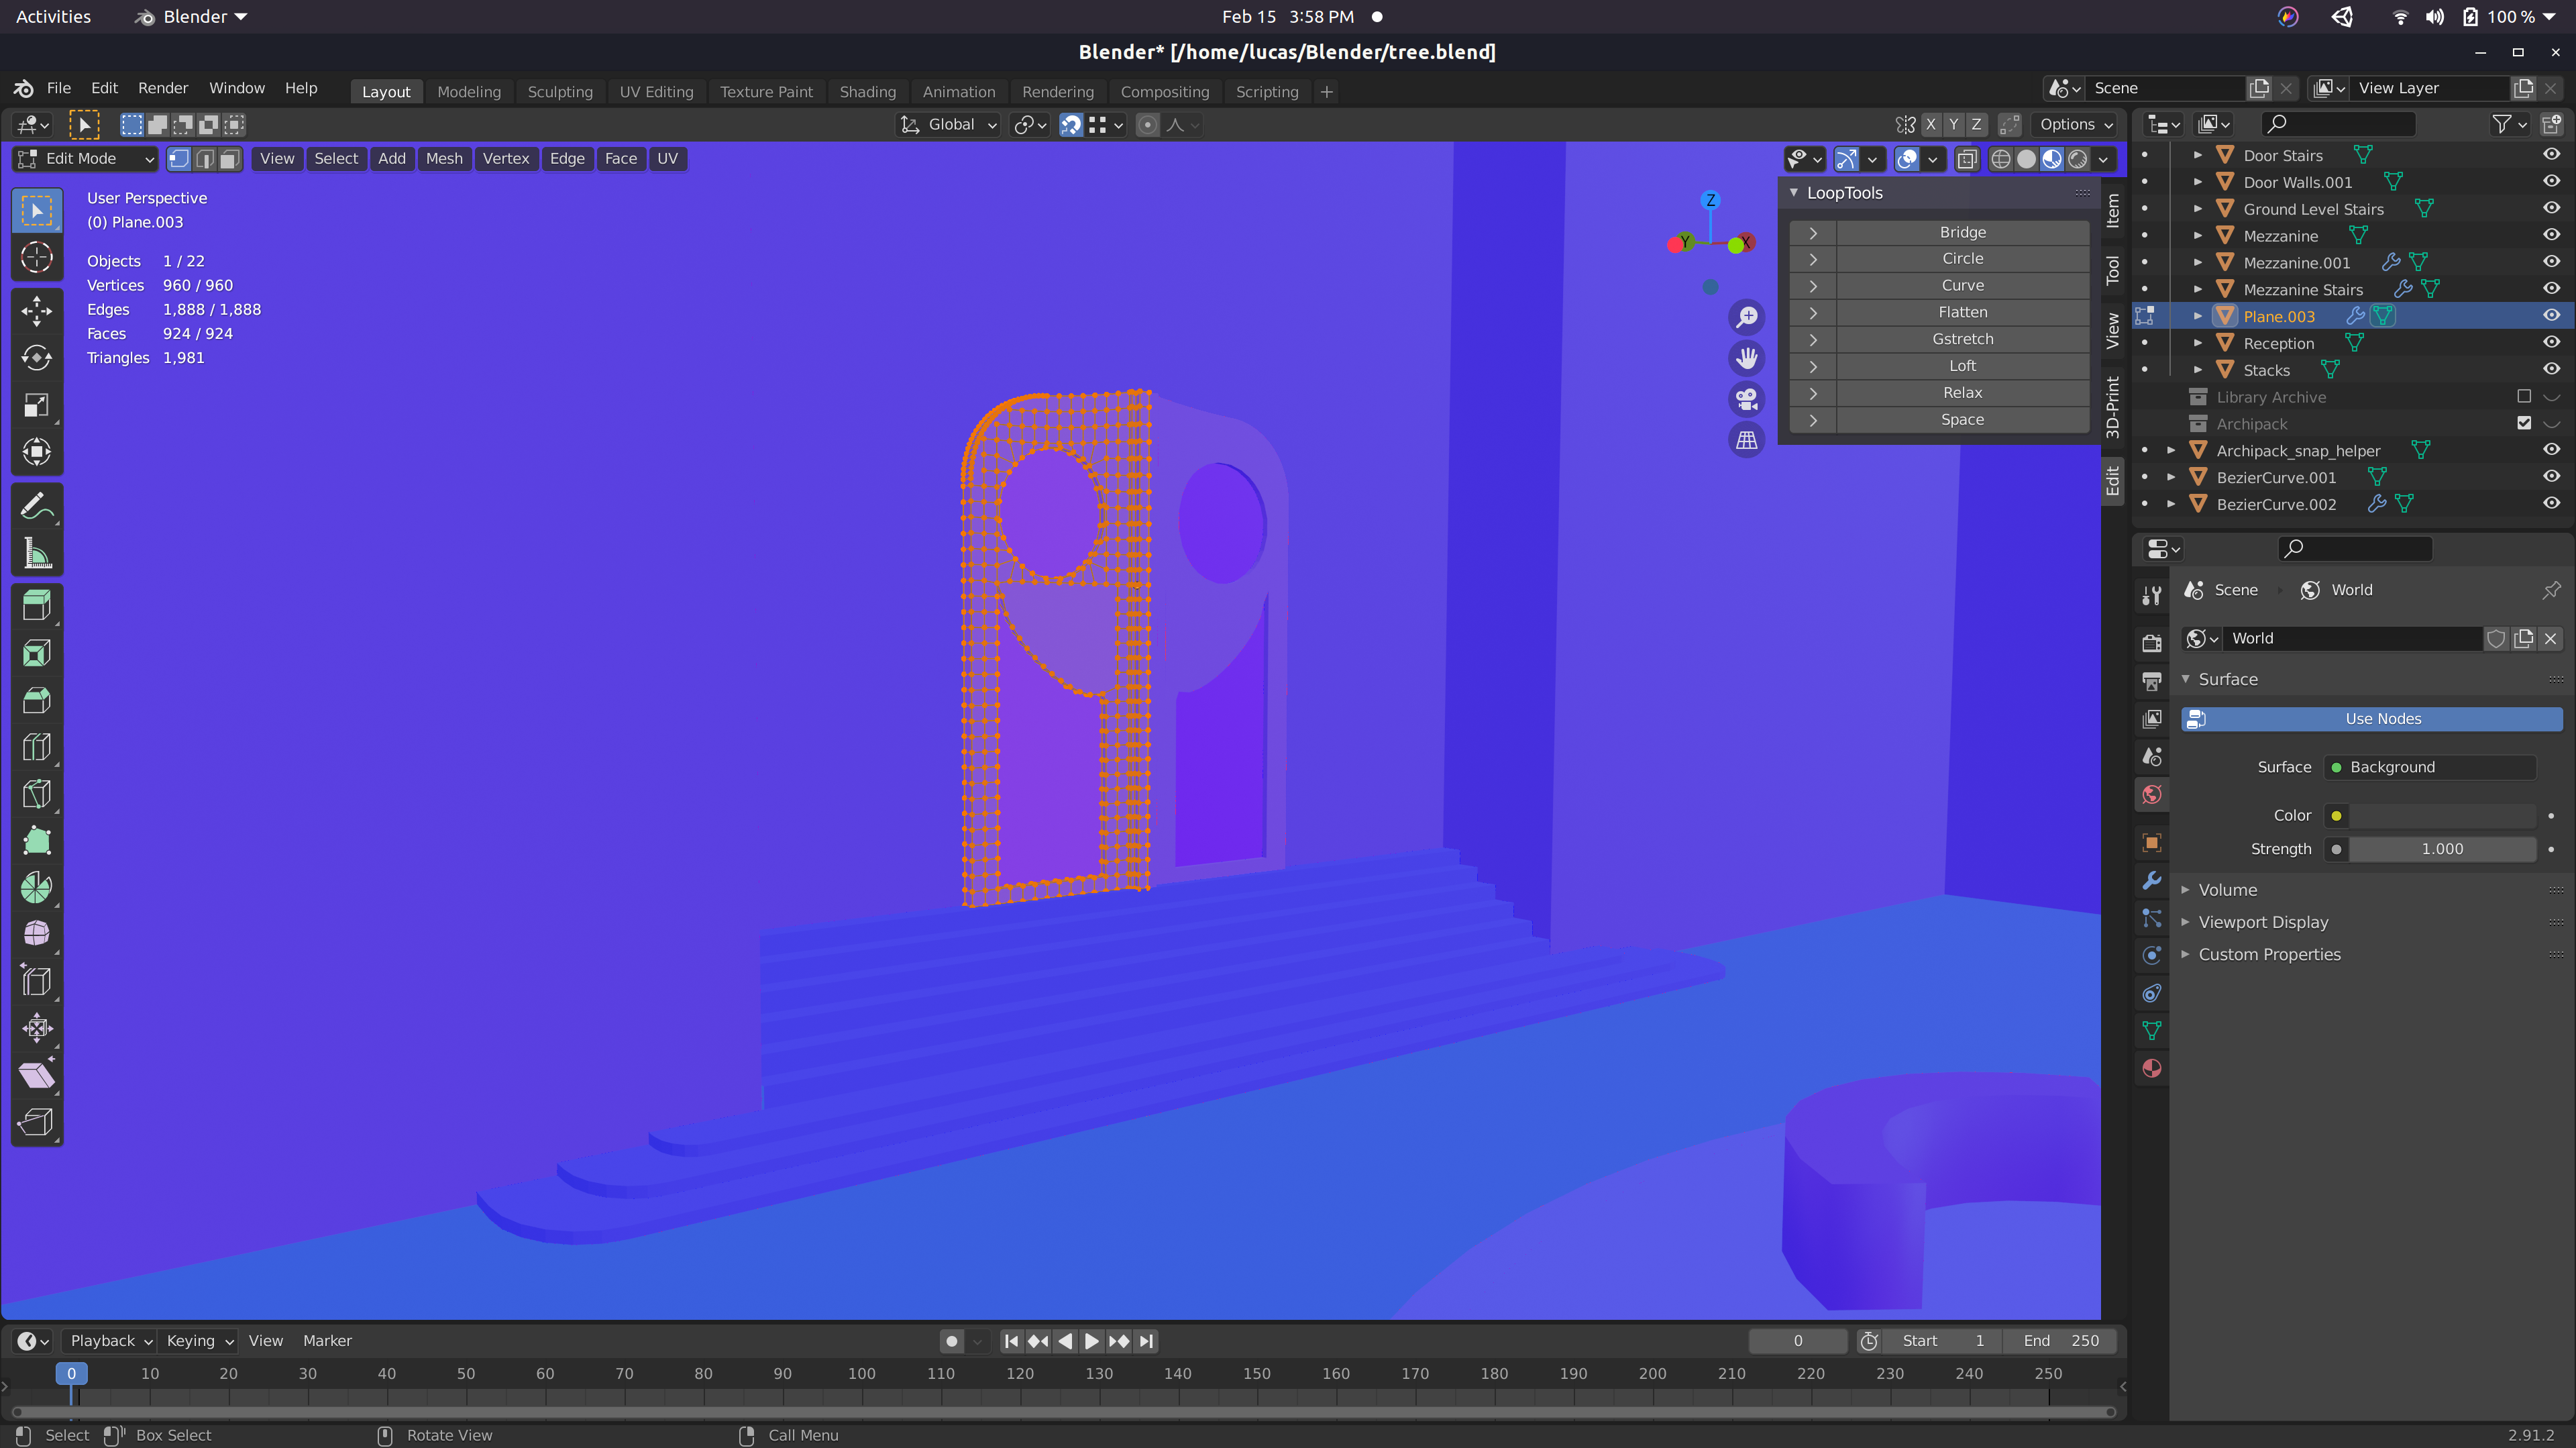 Activities Blender Feb 15 3:58 PM 100 %
Blender* [/home/lucas/Blender/tree.blend]
File Edit Render Window Help Layout Modeling Sculpting UV Editing Texture Paint Shading Animation Rendering Compositing Scripting + Scene View Layer
Global X Y Z Options
Edit Mode View Select Add Mesh Vertex Edge Face UV
User Perspective
(0) Plane.003
Objects 1 / 22
Vertices 960 / 960
Edges 1,888 / 1,888
Faces 924 / 924
Triangles 1,981
Z
Y X
LoopTools
Bridge
Circle
Curve
Flatten
Gstretch
Loft
Relax
Space
Item
Tool
View
3D-Print
Edit
Door Stairs
Door Walls.001
Ground Level Stairs
Mezzanine
Mezzanine.001
Mezzanine Stairs
Plane.003
Reception
Stacks
Library Archive
Archipack
Archipack_snap_helper
BezierCurve.001
BezierCurve.002
Scene World
World
Surface
Use Nodes
Surface Background
Color
Strength 1.000
Volume
Viewport Display
Custom Properties
Playback Keying View Marker 0 Start 1 End 250
0 10 20 30 40 50 60 70 80 90 100 110 120 130 140 150 160 170 180 190 200 210 220 230 240 250
Select Box Select Rotate View Call Menu 2.91.2